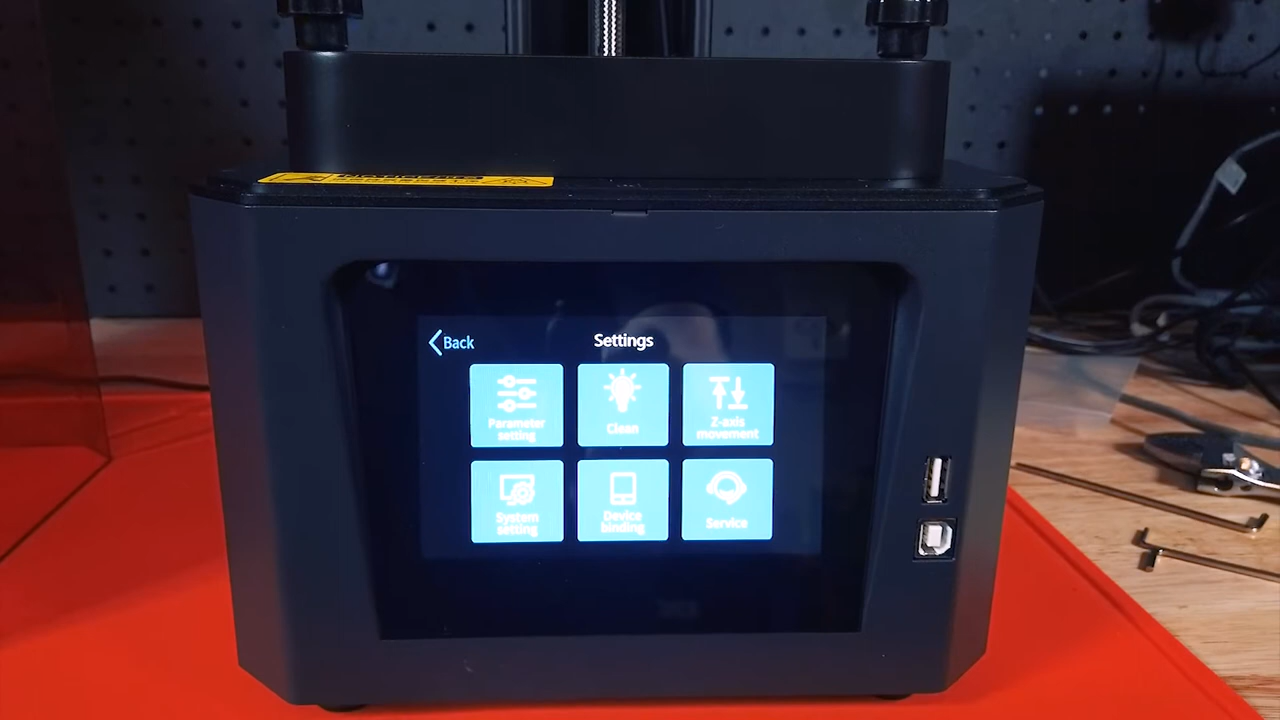 Back
Settings
Parameter
setting
Clean
Z-axis
movement
System
setting
Device
binding
Service